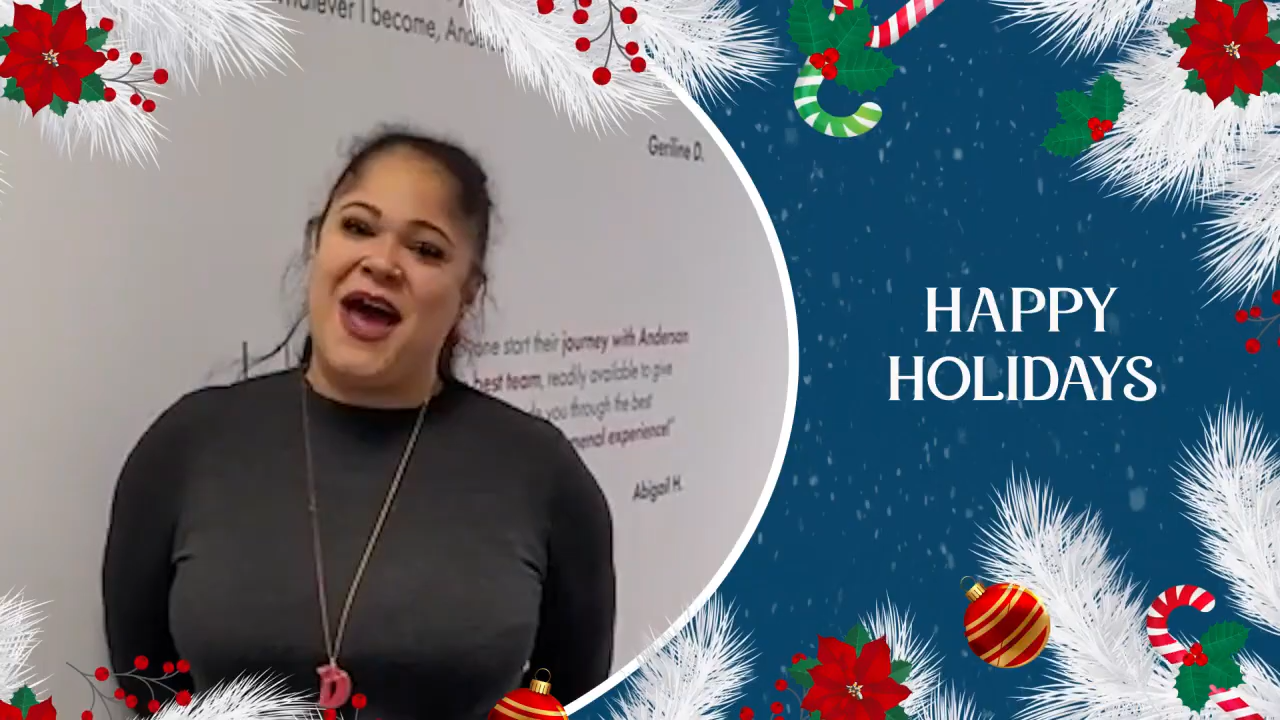 whatever I become, Anderson
Geriline D.
HAPPY
HOLIDAYS
start their journey with Anderson
best team, readily available to give
you through the best
experience!"
Abigail H.
D